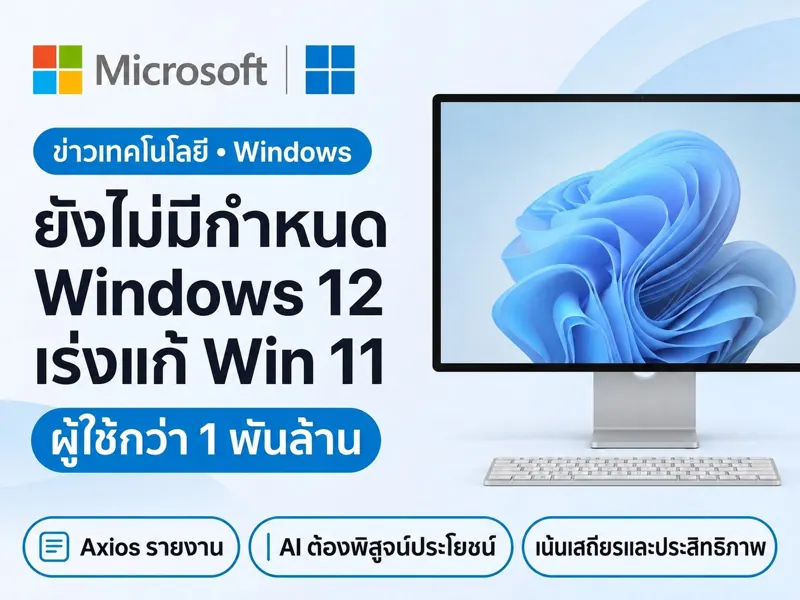 Microsoft
ข่าวเทคโนโลยี • Windows
ยังไม่มีกำหนด
Windows 12
เร่งแก้ Win 11
ผู้ใช้กว่า 1 พันล้าน
Axios รายงาน
AI ต้องพิสูจน์ประโยชน์
เน้นเสถียรและประสิทธิภาพ